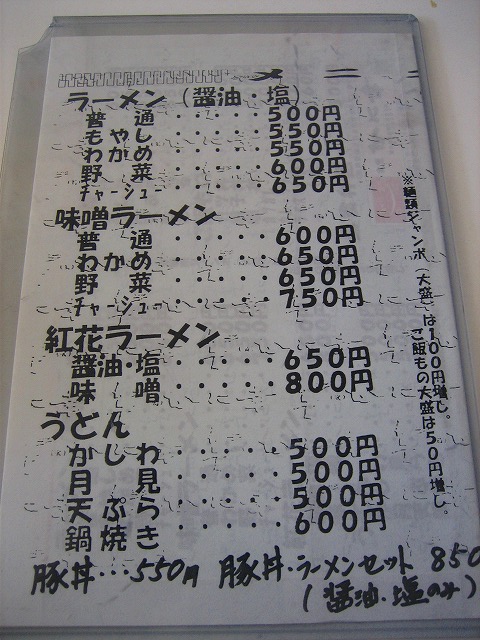 メニ
ラーメン（醤油・塩）
普通・・・・・500円
もやし・・・・・550円
わかめ・・・・・550円
野菜・・・・・600円
チャーシュー・・・・・650円
味噌ラーメン
普通・・・・・600円
わかめ・・・・・650円
野菜・・・・・650円
チャーシュー・・・・・750円
紅花ラーメン
醤油・塩・・・・・650円
味噌・・・・・800円
うどん
かしわ・・・・・500円
月見・・・・・500円
天ぷら・・・・・500円
鍋焼き・・・・・600円
豚丼・・・550円 豚丼・ラーメンセット 850
（醤油・塩のみ）
※麺類ジャンボ（大盛）は100円増し。
ご飯もの大盛は50円増し。